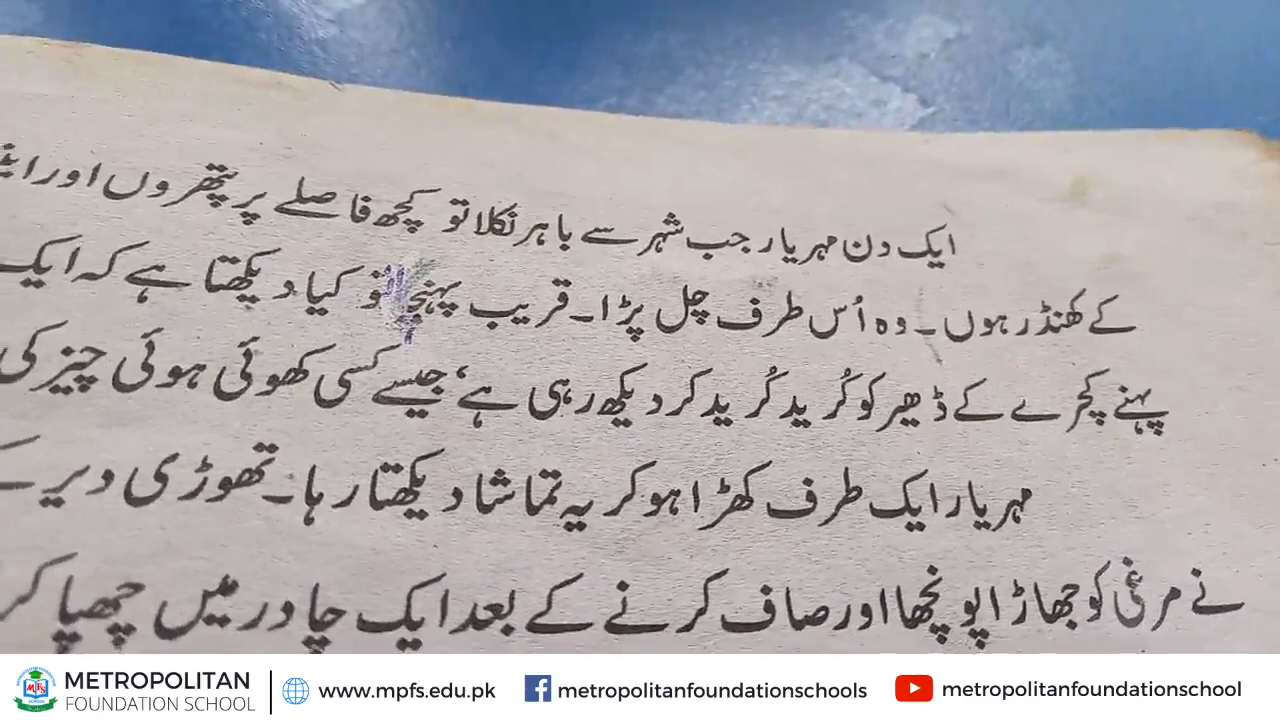 ایک دن مہریار جب شہر سے باہر نکلا تو کچھ فاصلے پر پتھروں اور
کے کھنڈر ہوں۔ وہ اُس طرف چل پڑا۔ قریب پہنچا تو کیا دیکھتا ہے کہ ایک
پہنے کچرے کے ڈھیر کو کُرید کُرید کر دیکھ رہی ہے، جیسے کسی کھوئی ہوئی چیز کی
مہریار ایک طرف کھڑا ہو کر یہ تماشا دیکھتا رہا۔ تھوڑی دیر کے
نے مرغی کو جھاڑا پونچھا اور صاف کرنے کے بعد ایک چادر میں چھپا کر
METROPOLITAN
FOUNDATION SCHOOL
www.mpfs.edu.pk
metropolitanfoundationschools
metropolitanfoundationschool